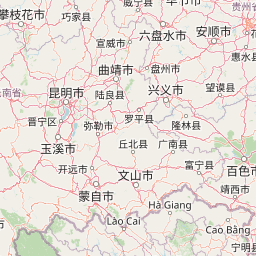 威宁县
毕节市
贵州省
攀枝花市
巧家县
六盘水市
安顺市
宣威市
惠水县
曲靖市
盘州市
望谟县
云南省
昆明市
陆良县
兴义市
晋宁区
弥勒市
罗平县
隆林县
玉溪市
丘北县
广南县
开远市
富宁县
百色市
文山市
靖西市
蒙自市
Hà Giang
Lào Cai
Cao Bằng
宁明县